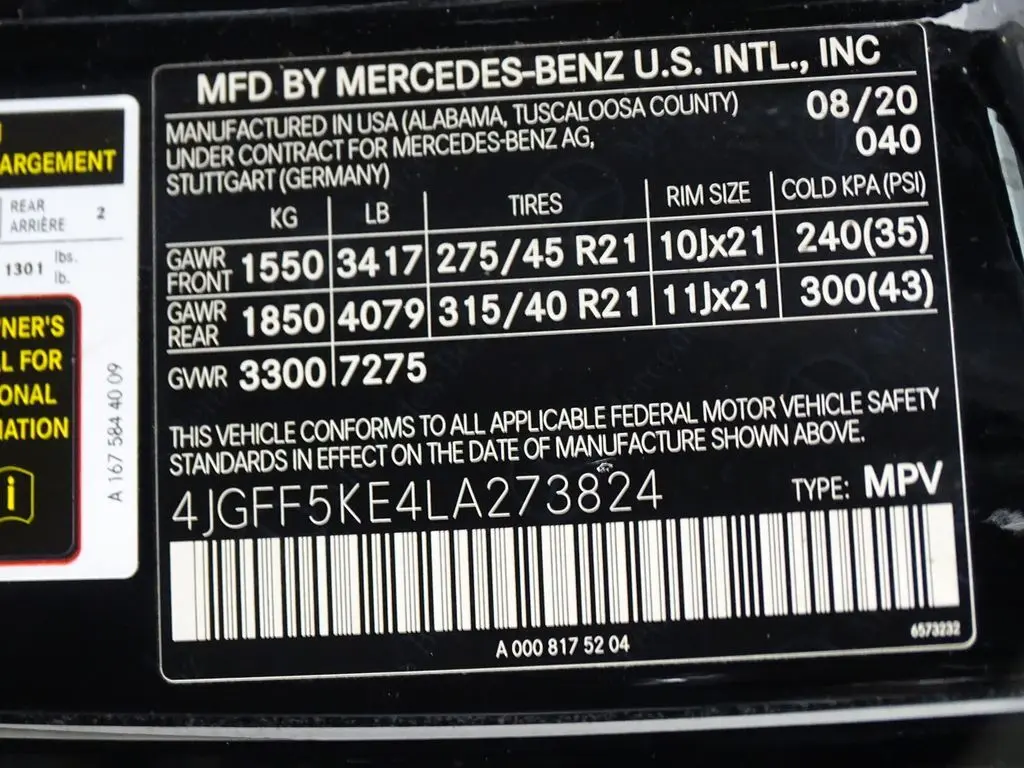 MFD BY MERCEDES-BENZ U.S. INTL., INC
MANUFACTURED IN USA (ALABAMA, TUSCALOOSA COUNTY) 08/20
UNDER CONTRACT FOR MERCEDES-BENZ AG, 040
STUTTGART (GERMANY)
KG LB TIRES RIM SIZE COLD KPA (PSI)
GAWR FRONT 1550 3417 275/45 R21 10Jx21 240(35)
GAWR REAR 1850 4079 315/40 R21 11Jx21 300(43)
GVWR 3300 7275
THIS VEHICLE CONFORMS TO ALL APPLICABLE FEDERAL MOTOR VEHICLE SAFETY
STANDARDS IN EFFECT ON THE DATE OF MANUFACTURE SHOWN ABOVE.
4JGFF5KE4LA273824 TYPE: MPV
A 000 817 52 04
6573232
ARGEMENT
REAR
ARRIÈRE 2
1301 lbs.
lb.
NER'S
L FOR
ONAL
ATION
i
A 167 584 40 09